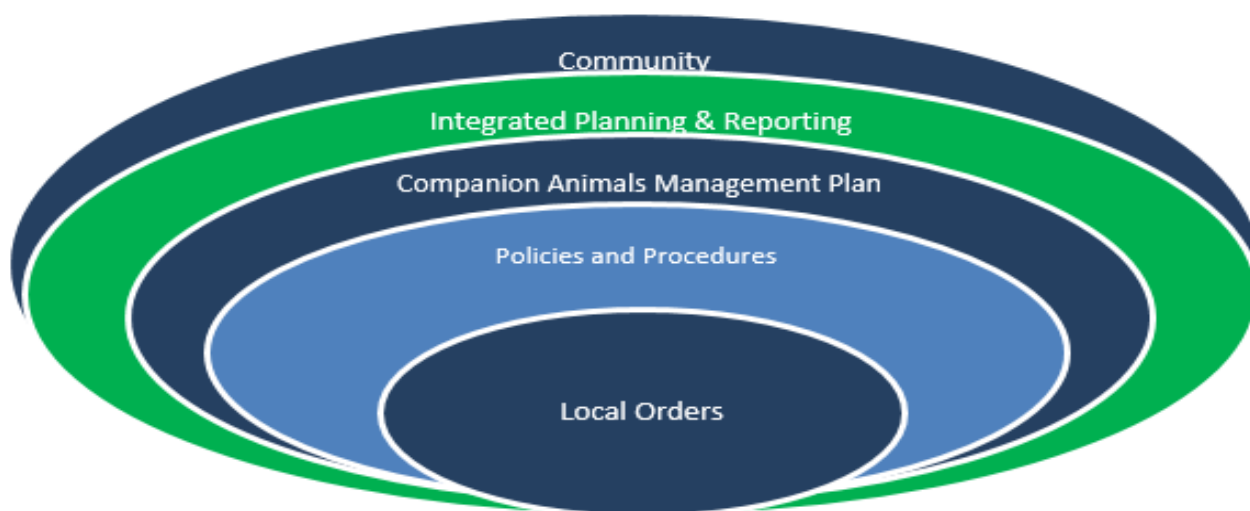 Community
Integrated Planning & Reporting
Companion Animals Management Plan
Policies and Procedures
Local Orders